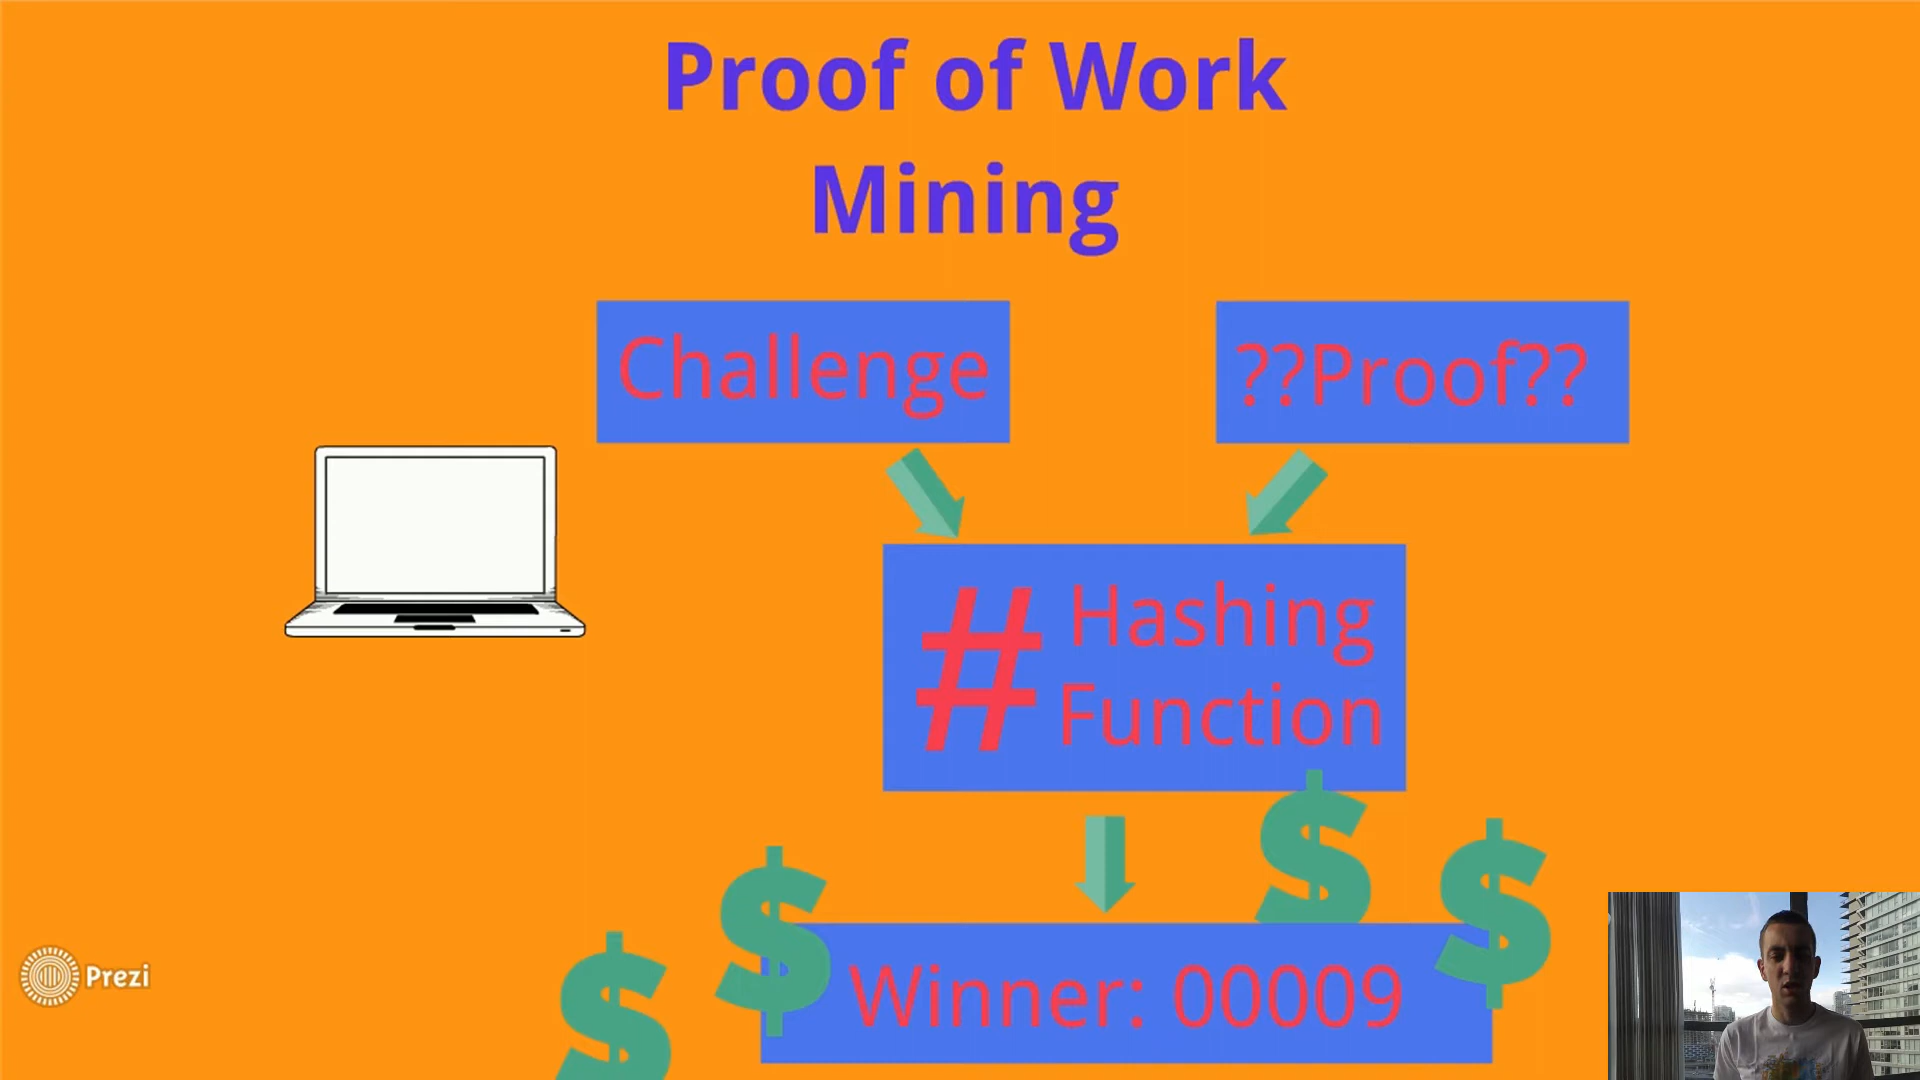 Proof of Work
Mining
Challenge
??Proof??
# Hashing
Function
$ $ $ $
Winner: 00009
Prezi